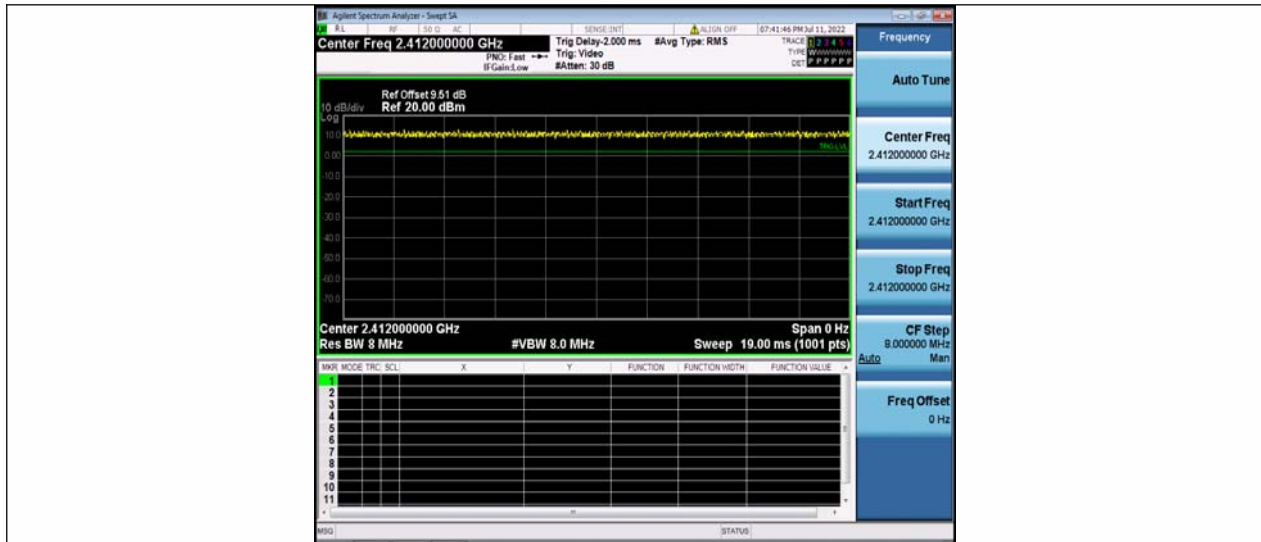 Agilent Spectrum Analyzer - Swept SA
RL RF 50 Ω AC SENSE:INT ALIGN OFF 07:41:46 PM Jul 11, 2022
Center Freq 2.412000000 GHz
PNO: Fast
IFGain:Low
Trig Delay-2.000 ms #Avg Type: RMS
Trig: Video
#Atten: 30 dB
TRACE 1 2 3 4 5 6
TYPE WWWWWW
DET P P P P P P
Ref Offset 9.51 dB
10 dB/div Ref 20.00 dBm
Log
10.0
TRIG LVL
0.00
-10.0
-20.0
-30.0
-40.0
-50.0
-60.0
-70.0
Center 2.412000000 GHz Span 0 Hz
Res BW 8 MHz #VBW 8.0 MHz Sweep 19.00 ms (1001 pts)
MKR MODE TRC SCL X Y FUNCTION FUNCTION WIDTH FUNCTION VALUE
1
2
3
4
5
6
7
8
9
10
11
MSG STATUS
Frequency
Auto Tune
Center Freq
2.412000000 GHz
Start Freq
2.412000000 GHz
Stop Freq
2.412000000 GHz
CF Step
8.000000 MHz
Auto Man
Freq Offset
0 Hz